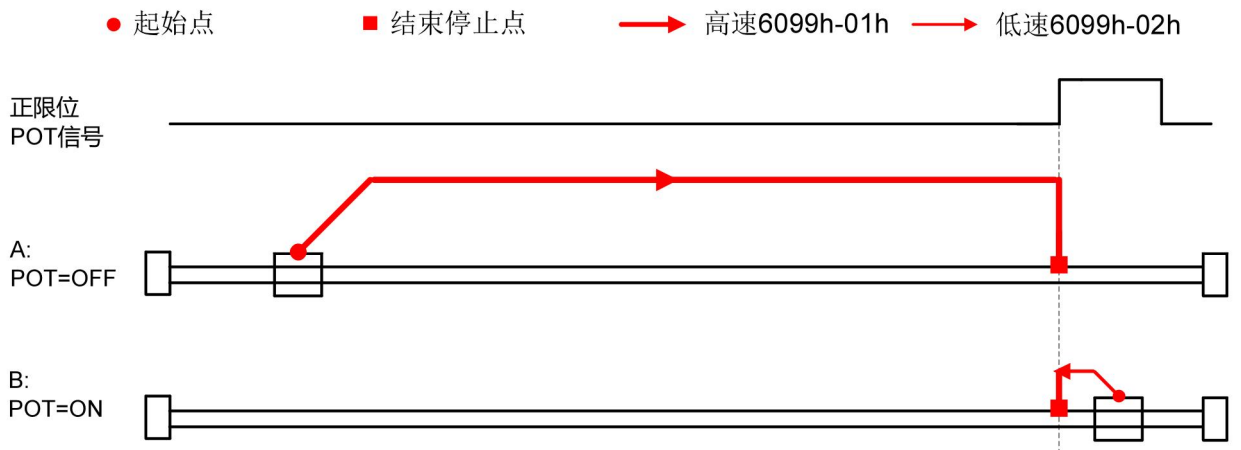 起始点 结束停止点 高速6099h-01h 低速6099h-02h
正限位
POT信号
A:
POT=OFF
B:
POT=ON